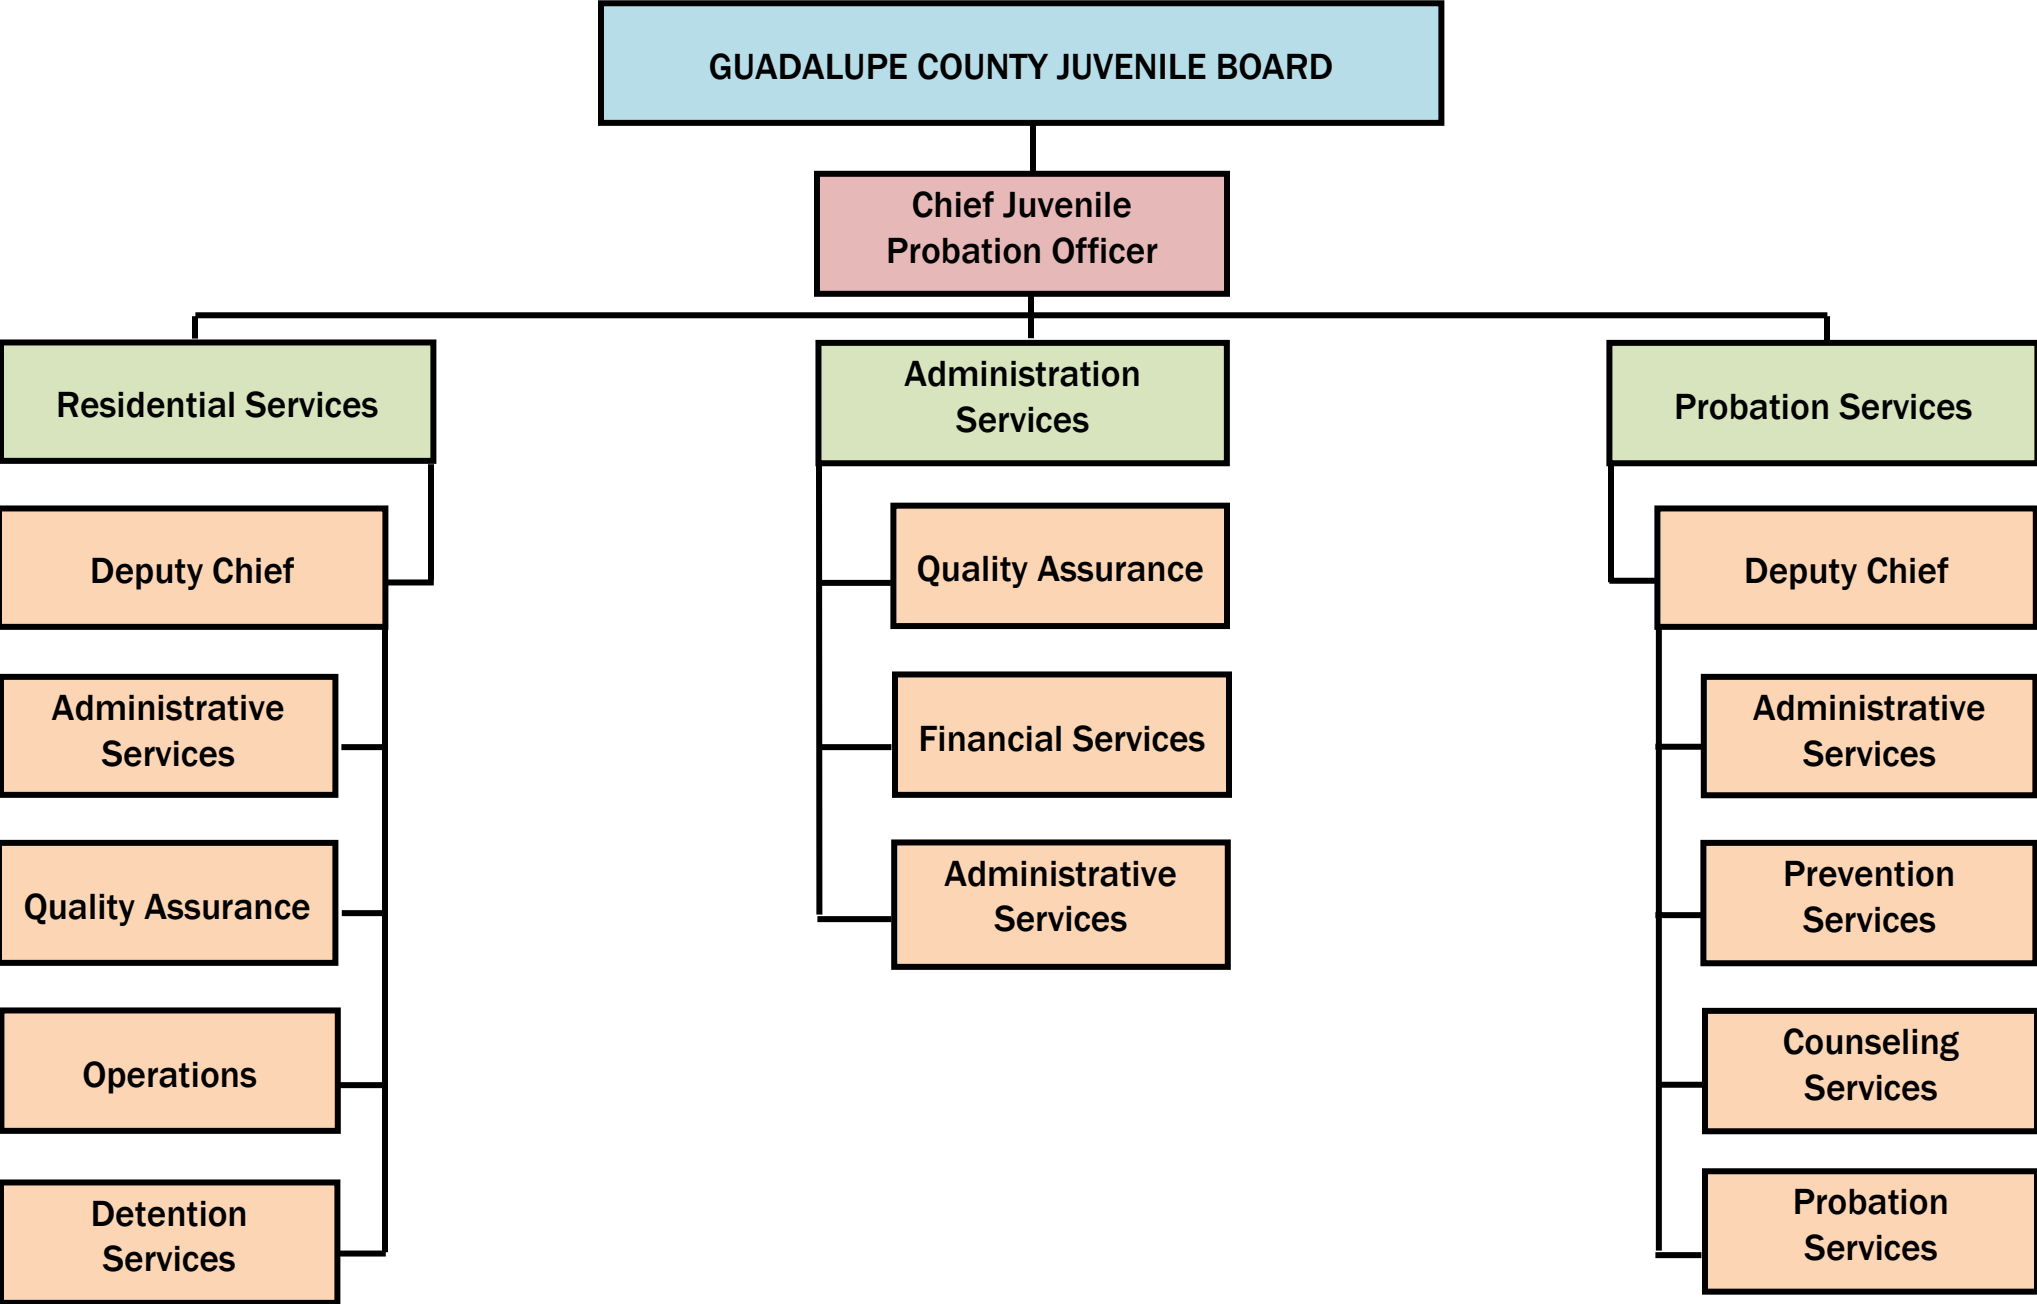 GUADALUPE COUNTY JUVENILE BOARD
Chief Juvenile
Probation Officer
Residential Services
Administration
Services
Probation Services
Deputy Chief
Quality Assurance
Deputy Chief
Administrative
Services
Financial Services
Administrative
Services
Quality Assurance
Administrative
Services
Prevention
Services
Operations
Counseling
Services
Detention
Services
Probation
Services